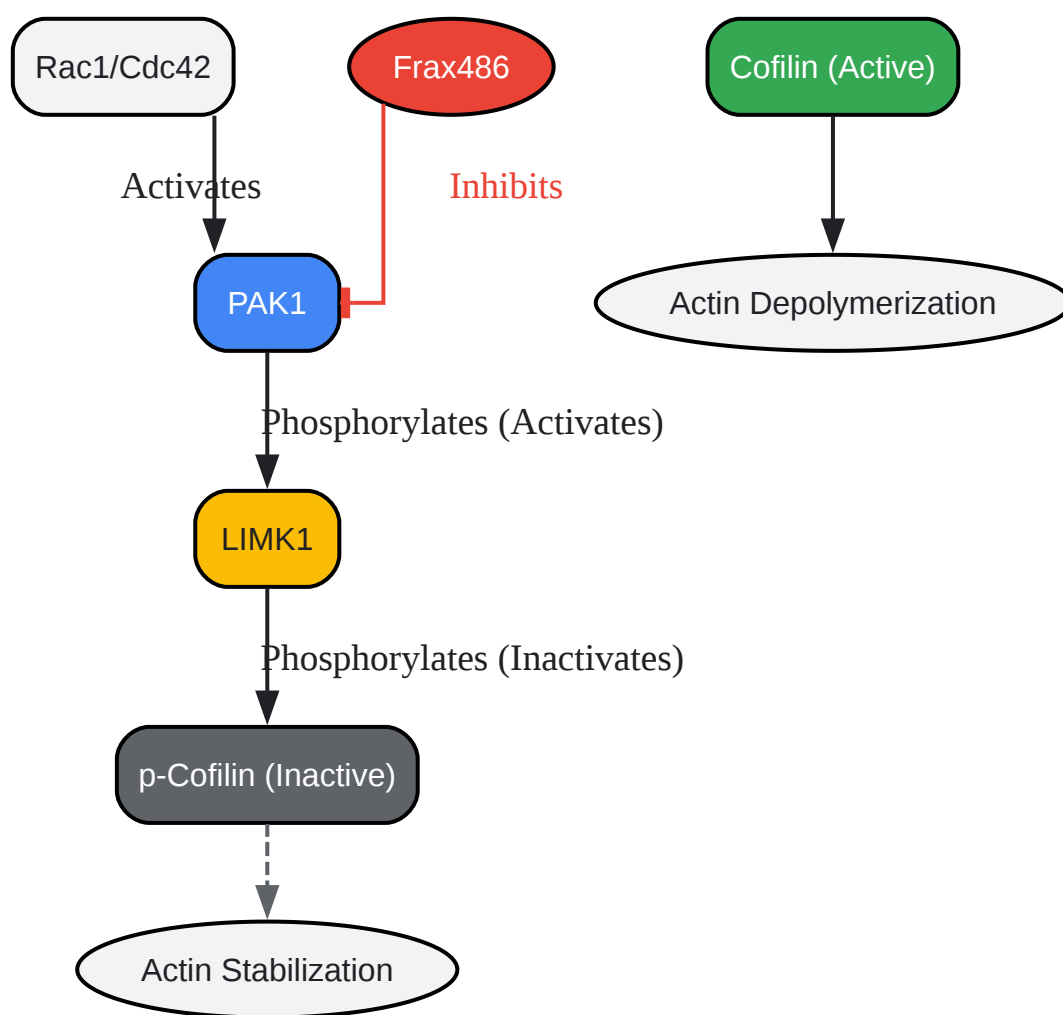 Rac1/Cdc42
Frax486
Cofilin (Active)
Activates
Inhibits
PAK1
Actin Depolymerization
Phosphorylates (Activates)
LIMK1
Phosphorylates (Inactivates)
p-Cofilin (Inactive)
Actin Stabilization